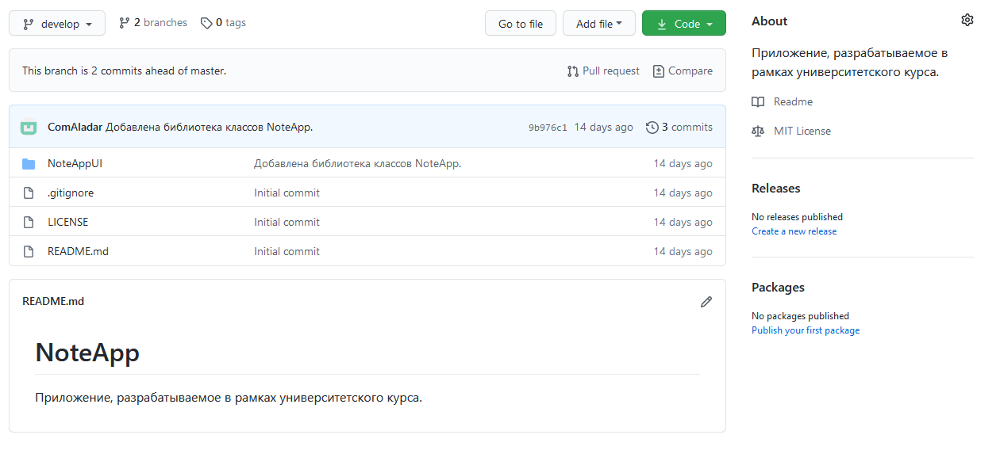 develop 2 branches 0 tags Go to file Add file Code
This branch is 2 commits ahead of master. Pull request Compare
ComAladar Добавлена библиотека классов NoteApp. 9b976c1 14 days ago 3 commits
NoteAppUI Добавлена библиотека классов NoteApp. 14 days ago
.gitignore Initial commit 14 days ago
LICENSE Initial commit 14 days ago
README.md Initial commit 14 days ago
README.md
NoteApp
Приложение, разрабатываемое в рамках университетского курса.
About
Приложение, разрабатываемое в
рамках университетского курса.
Readme
MIT License
Releases
No releases published
Create a new release
Packages
No packages published
Publish your first package